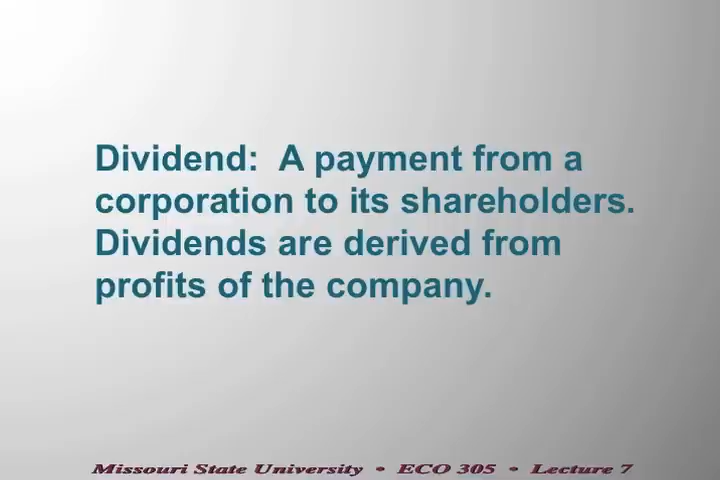 Dividend:  A payment from a
corporation to its shareholders.
Dividends are derived from
profits of the company.
Missouri State University • ECO 305 • Lecture 7